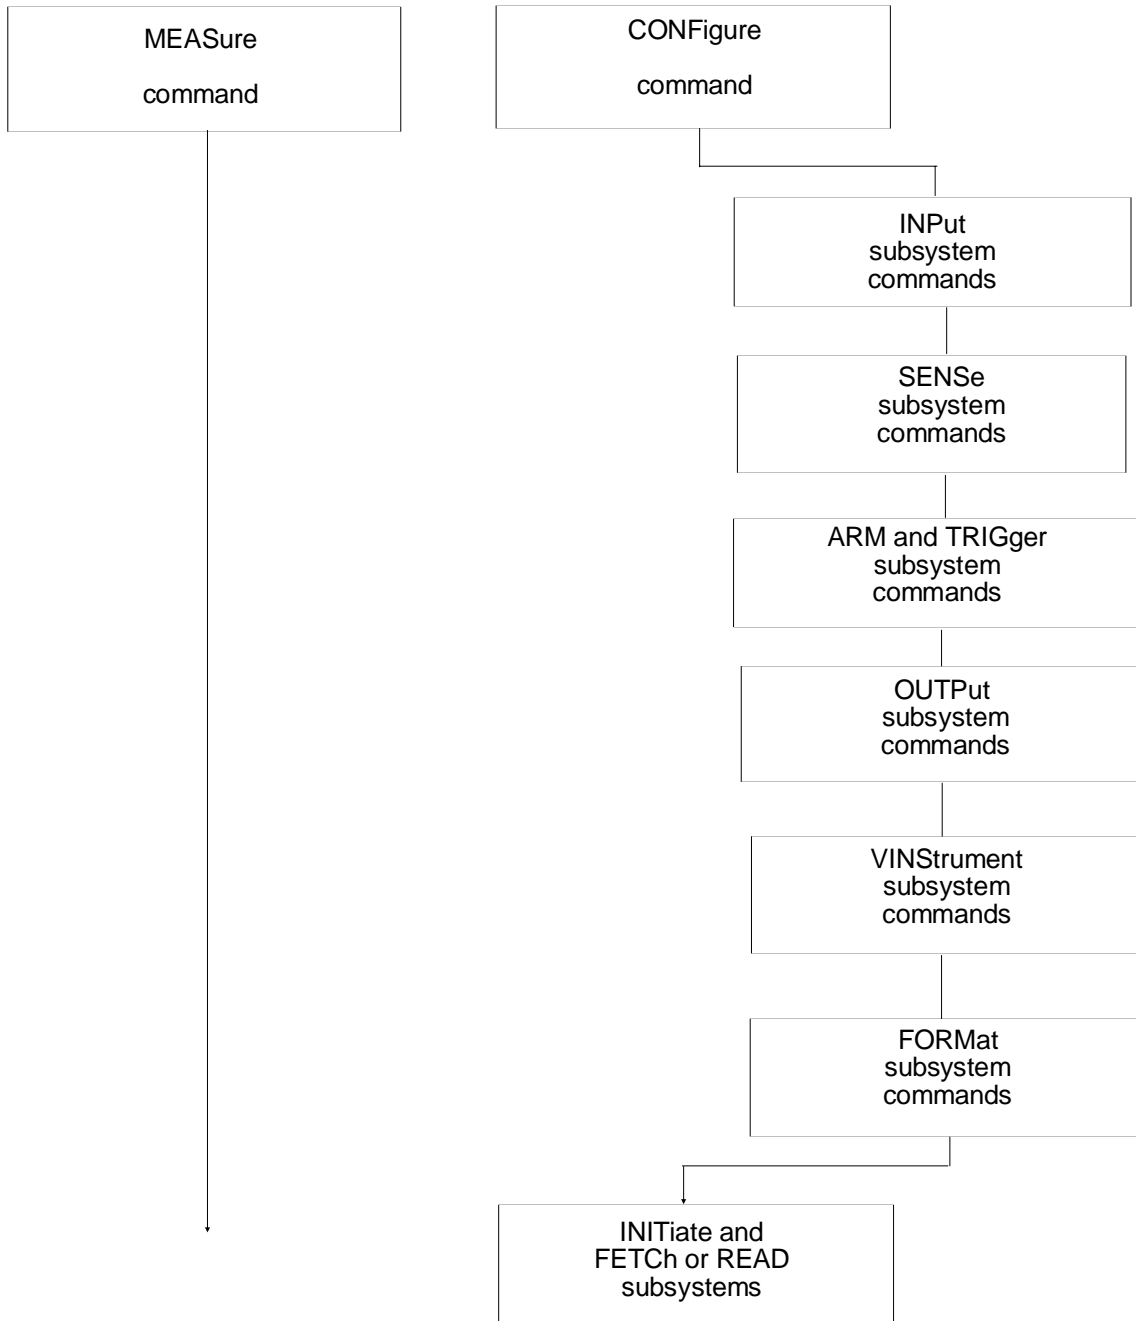 MEASure
command
CONFigure
command
INPut
subsystem
commands
SENSe
subsystem
commands
ARM and TRIGger
subsystem
commands
OUTPut
subsystem
commands
VINStrument
subsystem
commands
FORMat
subsystem
commands
INITiate and
FETCh or READ
subsystems